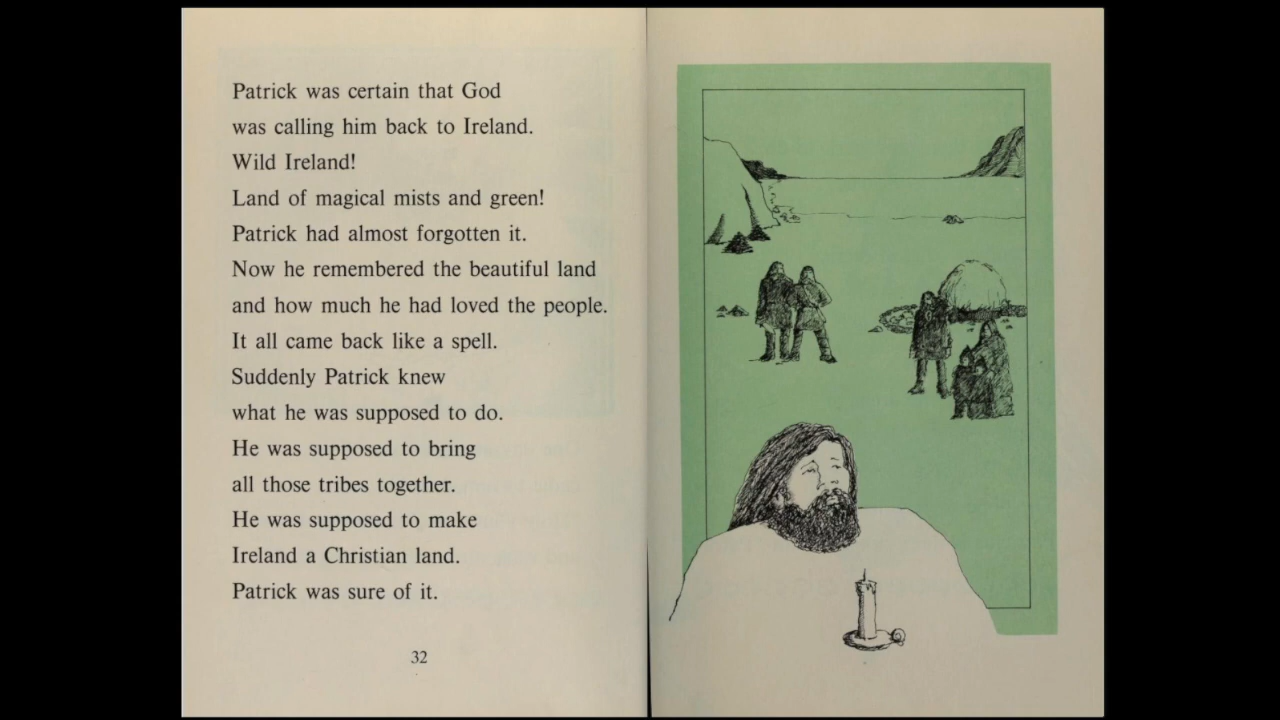 Patrick was certain that God
was calling him back to Ireland.
Wild Ireland!
Land of magical mists and green!
Patrick had almost forgotten it.
Now he remembered the beautiful land
and how much he had loved the people.
It all came back like a spell.
Suddenly Patrick knew
what he was supposed to do.
He was supposed to bring
all those tribes together.
He was supposed to make
Ireland a Christian land.
Patrick was sure of it.
32